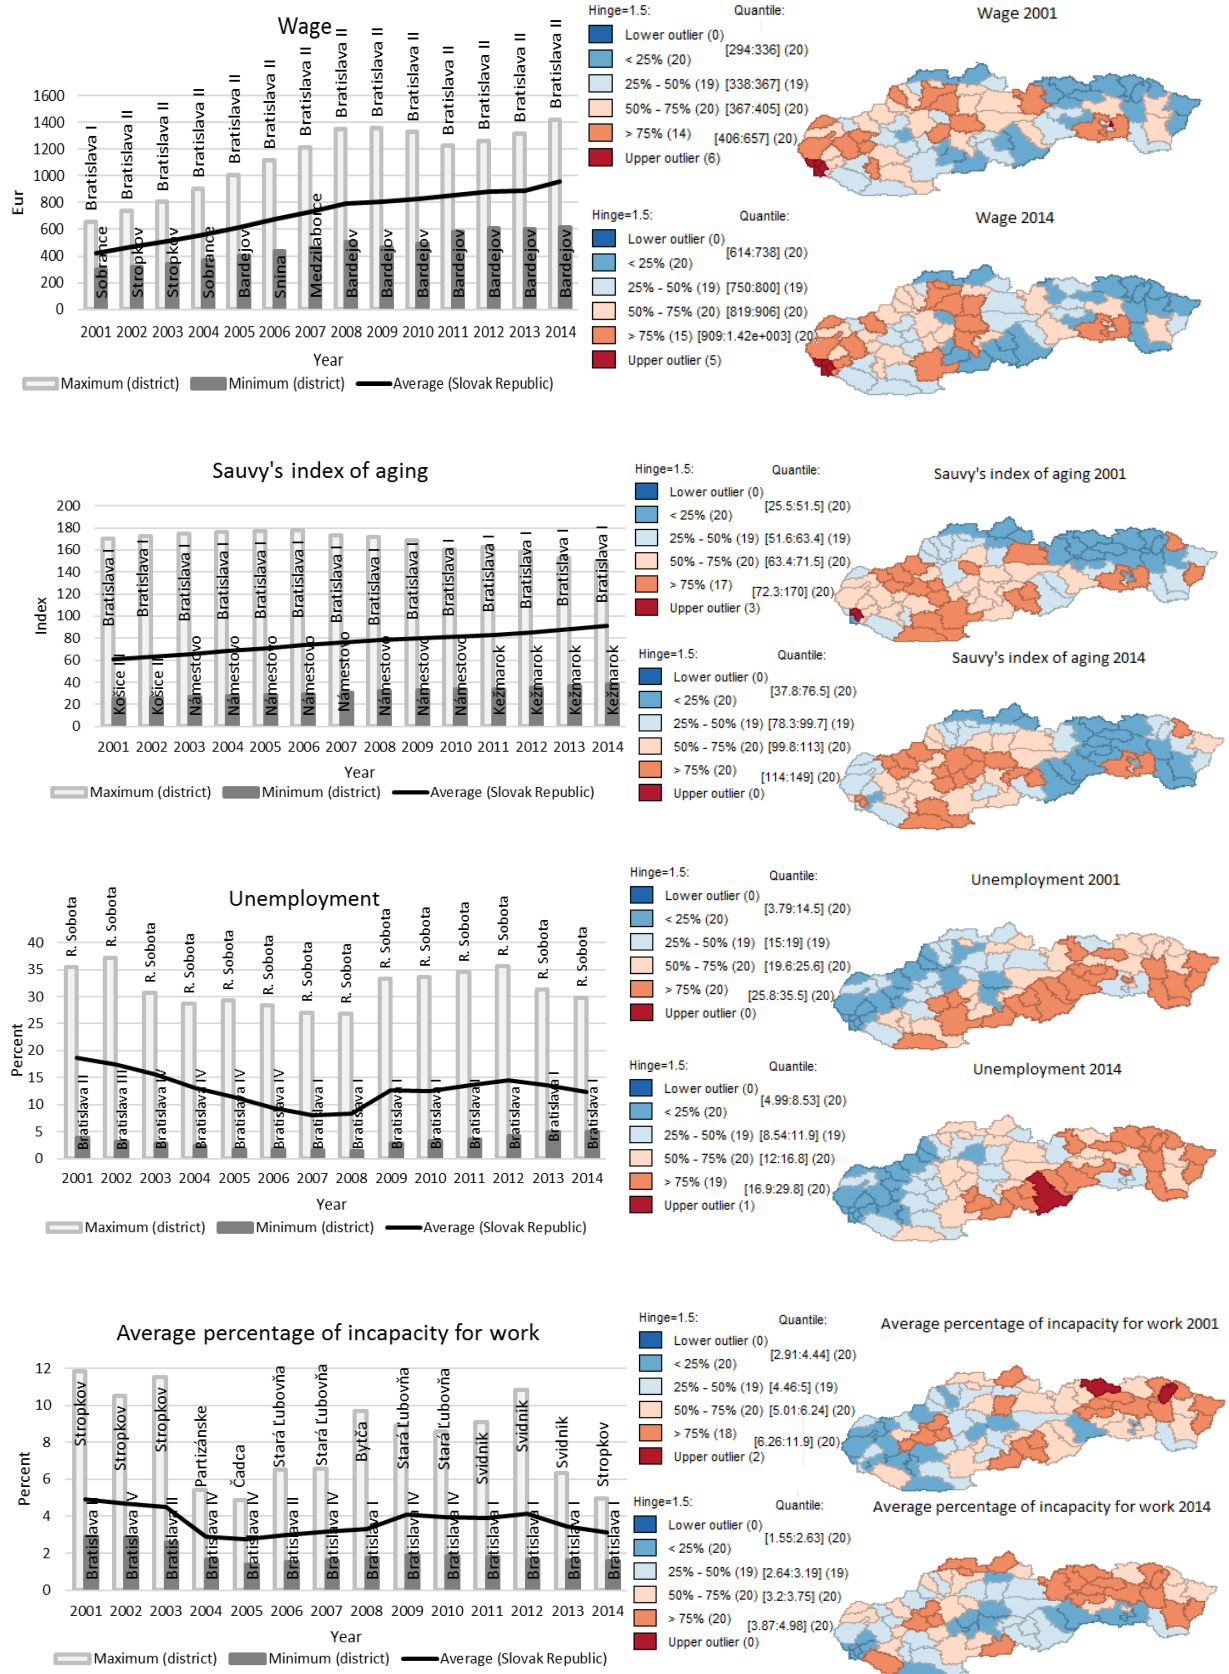 Wage
Eur
1600
1400
1200
1000
800
600
400
200
0
Bratislava I
Bratislava II
Bratislava II
Bratislava II
Bratislava II
Bratislava II
Bratislava II
Bratislava II
Bratislava II
Bratislava II
Bratislava II
Bratislava II
Bratislava II
Bratislava II
Sobrance
Stropkov
Stropkov
Sobrance
Bardejov
Snina
Medzilaborce
Bardejov
Bardejov
Bardejov
Bardejov
Bardejov
Bardejov
Bardejov
2001 2002 2003 2004 2005 2006 2007 2008 2009 2010 2011 2012 2013 2014
Year
Maximum (district) Minimum (district) Average (Slovak Republic)
Hinge=1.5: Quantile:
Wage 2001
Lower outlier (0)
[294:336] (20)
< 25% (20)
25% - 50% (19) [338:367] (19)
50% - 75% (20) [367:405] (20)
> 75% (14)
[406:657] (20)
Upper outlier (6)
Hinge=1.5: Quantile:
Wage 2014
Lower outlier (0)
[614:738] (20)
< 25% (20)
25% - 50% (19) [750:800] (19)
50% - 75% (20) [819:906] (20)
> 75% (15) [909:1.42e+003] (20)
Upper outlier (5)
Sauvy's index of aging
Index
200
180
160
140
120
100
80
60
40
20
0
Bratislava I
Bratislava I
Bratislava I
Bratislava I
Bratislava I
Bratislava I
Bratislava I
Bratislava I
Bratislava I
Bratislava I
Bratislava I
Bratislava I
Bratislava I
Bratislava I
Košice III
Košice III
Námestovo
Námestovo
Námestovo
Námestovo
Námestovo
Námestovo
Námestovo
Námestovo
Kežmarok
Kežmarok
Kežmarok
Kežmarok
2001 2002 2003 2004 2005 2006 2007 2008 2009 2010 2011 2012 2013 2014
Year
Maximum (district) Minimum (district) Average (Slovak Republic)
Hinge=1.5: Quantile:
Sauvy's index of aging 2001
Lower outlier (0)
[25.5:51.5] (20)
< 25% (20)
25% - 50% (19) [51.6:63.4] (19)
50% - 75% (20) [63.4:71.5] (20)
> 75% (17)
[72.3:170] (20)
Upper outlier (3)
Hinge=1.5: Quantile:
Sauvy's index of aging 2014
Lower outlier (0)
[37.8:76.5] (20)
< 25% (20)
25% - 50% (19) [78.3:99.7] (19)
50% - 75% (20) [99.8:113] (20)
> 75% (20)
[114:149] (20)
Upper outlier (0)
Unemployment
Percent
40
35
30
25
20
15
10
5
0
R. Sobota
R. Sobota
R. Sobota
R. Sobota
R. Sobota
R. Sobota
R. Sobota
R. Sobota
R. Sobota
R. Sobota
R. Sobota
R. Sobota
R. Sobota
R. Sobota
Bratislava II
Bratislava III
Bratislava IV
Bratislava IV
Bratislava IV
Bratislava IV
Bratislava I
Bratislava I
Bratislava I
Bratislava I
Bratislava I
Bratislava I
Bratislava I
Bratislava I
2001 2002 2003 2004 2005 2006 2007 2008 2009 2010 2011 2012 2013 2014
Year
Maximum (district) Minimum (district) Average (Slovak Republic)
Hinge=1.5: Quantile:
Unemployment 2001
Lower outlier (0)
[3.79:14.5] (20)
< 25% (20)
25% - 50% (19) [15:19] (19)
50% - 75% (20) [19.6:25.6] (20)
> 75% (20)
[25.8:35.5] (20)
Upper outlier (0)
Hinge=1.5: Quantile:
Unemployment 2014
Lower outlier (0)
[4.99:8.53] (20)
< 25% (20)
25% - 50% (19) [8.54:11.9] (19)
50% - 75% (20) [12:16.8] (20)
> 75% (19)
[16.9:29.8] (20)
Upper outlier (1)
Average percentage of incapacity for work
Percent
12
10
8
6
4
2
0
Stropkov
Stropkov
Stropkov
Partizánske
Čadca
Stará Ľubovňa
Stará Ľubovňa
Bytča
Stará Ľubovňa
Stará Ľubovňa
Svidník
Svidník
Svidník
Stropkov
Bratislava II
Bratislava II
Bratislava II
Bratislava IV
Bratislava IV
Bratislava II
Bratislava IV
Bratislava I
Bratislava IV
Bratislava IV
Bratislava I
Bratislava I
Bratislava I
Bratislava I
2001 2002 2003 2004 2005 2006 2007 2008 2009 2010 2011 2012 2013 2014
Year
Maximum (district) Minimum (district) Average (Slovak Republic)
Hinge=1.5: Quantile:
Average percentage of incapacity for work 2001
Lower outlier (0)
[2.91:4.44] (20)
< 25% (20)
25% - 50% (19) [4.46:5] (19)
50% - 75% (20) [5.01:6.24] (20)
> 75% (18)
[6.26:11.9] (20)
Upper outlier (2)
Hinge=1.5: Quantile:
Average percentage of incapacity for work 2014
Lower outlier (0)
[1.55:2.63] (20)
< 25% (20)
25% - 50% (19) [2.64:3.19] (19)
50% - 75% (20) [3.2:3.75] (20)
> 75% (20)
[3.87:4.98] (20)
Upper outlier (0)